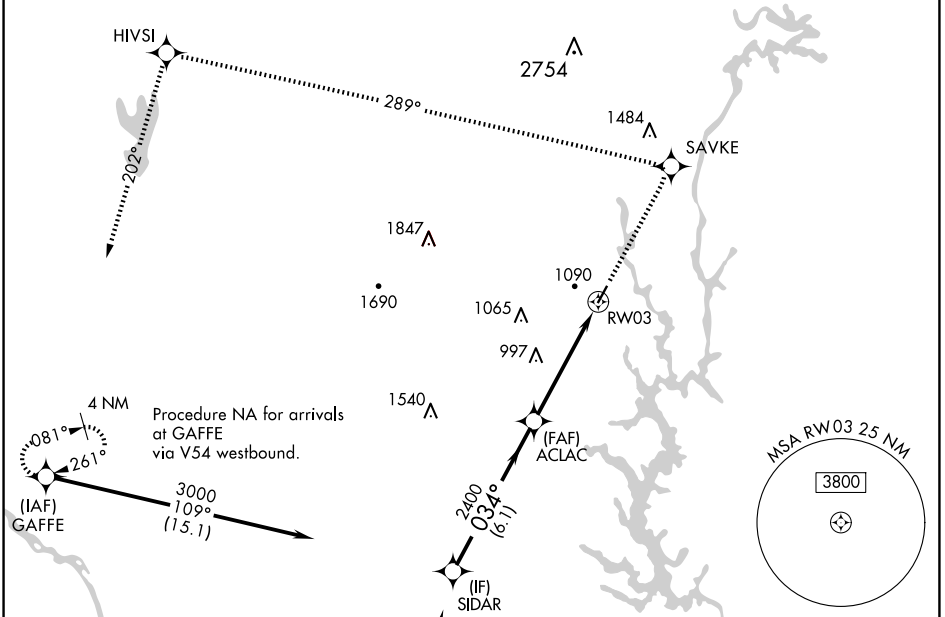 HIVSI
2754
289°
1484
SAVKE
202°
1847
1690
1090
1065
RW03
997
1540
4 NM
081°
261°
Procedure NA for arrivals
at GAFFE
via V54 westbound.
(IAF)
GAFFE
3000
109°
(15.1)
(FAF)
ACLAC
2400
034°
(6.1)
(IF)
SIDAR
MSA RW03 25 NM
3800